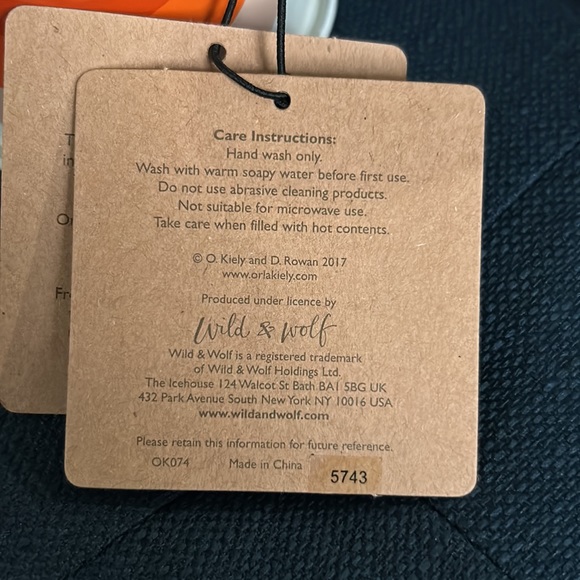 Care Instructions:
Hand wash only.
Wash with warm soapy water before first use.
Do not use abrasive cleaning products.
Not suitable for microwave use.
Take care when filled with hot contents.
© O. Kiely and D. Rowan 2017
www.orlakiely.com
Produced under licence by
Wild & Wolf
Wild & Wolf is a registered trademark
of Wild & Wolf Holdings Ltd.
The Icehouse 124 Walcot St Bath BA1 5BG UK
432 Park Avenue South New York NY 10016 USA
www.wildandwolf.com
Please retain this information for future reference.
OK074 Made in China 5743